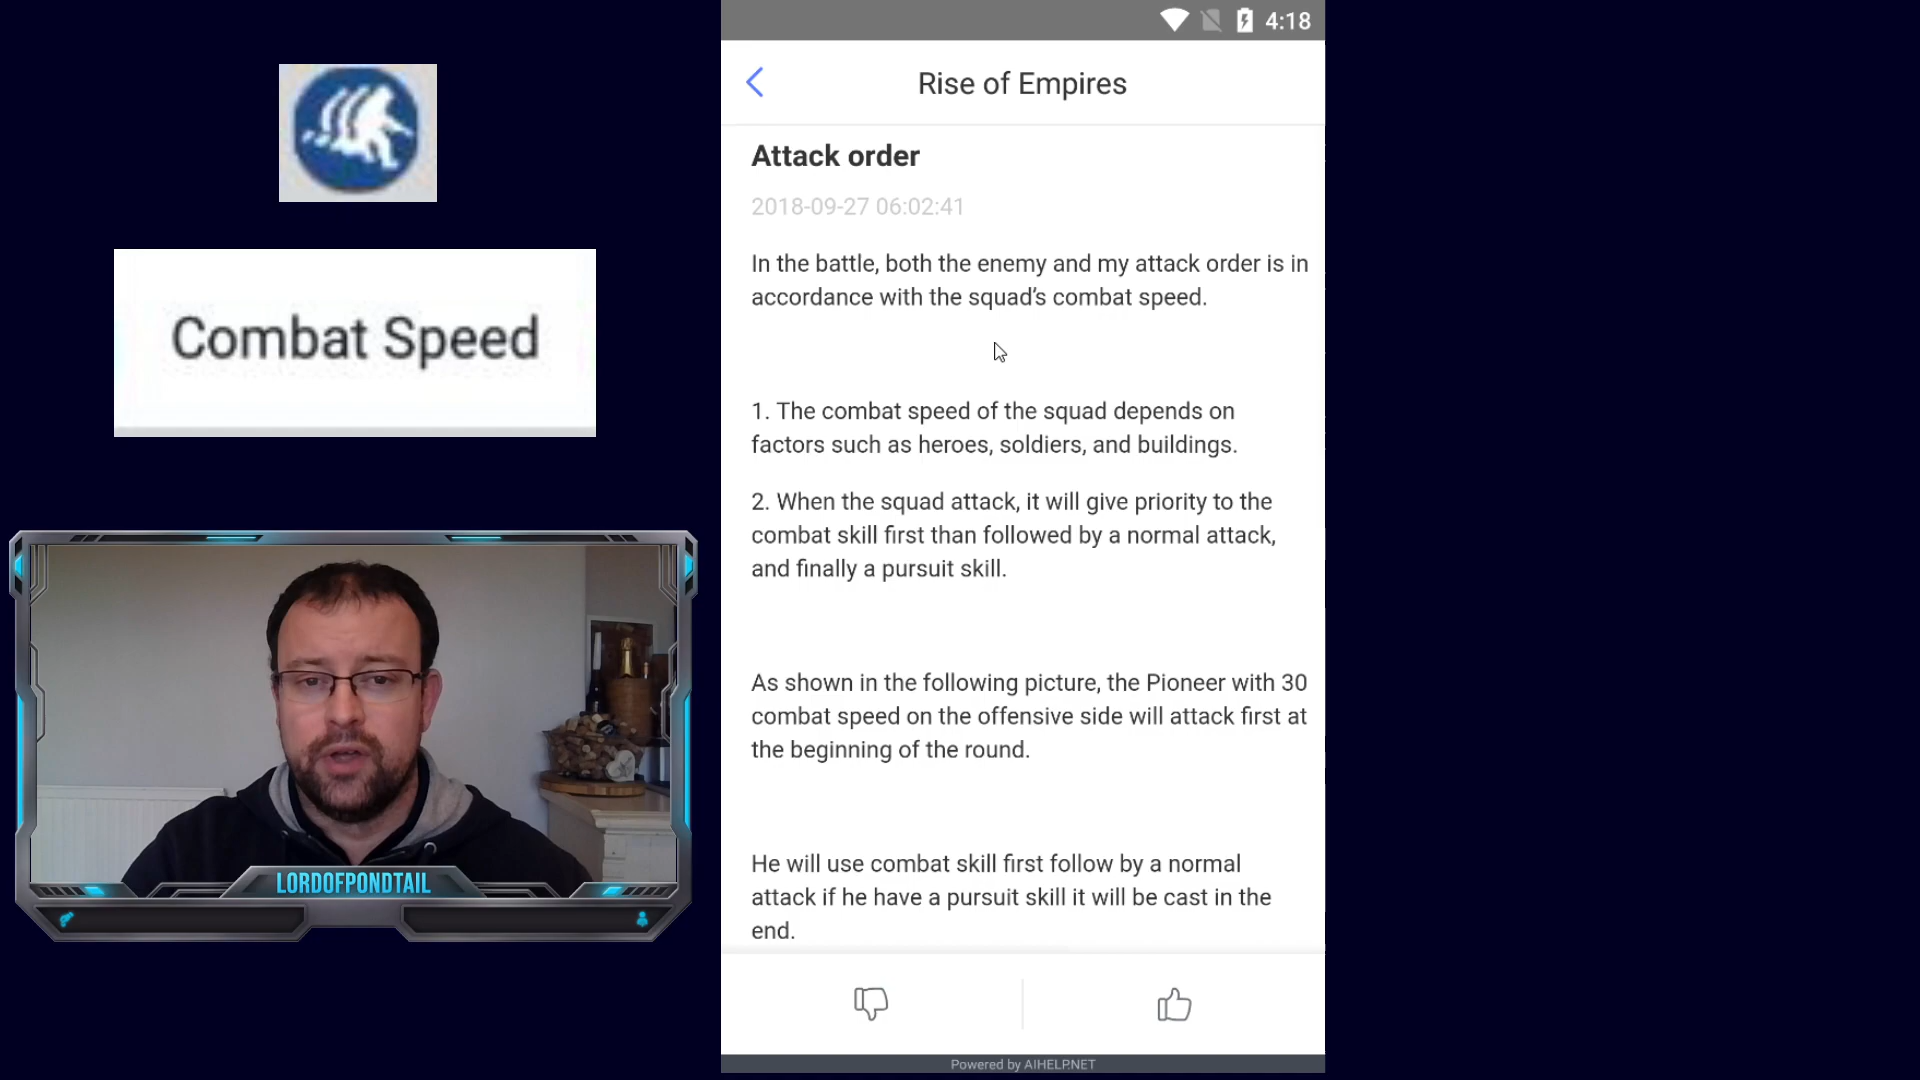 4:18
Rise of Empires
Attack order
2018-09-27 06:02:41
In the battle, both the enemy and my attack order is in
accordance with the squad's combat speed.
1. The combat speed of the squad depends on
factors such as heroes, soldiers, and buildings.
2. When the squad attack, it will give priority to the
combat skill first than followed by a normal attack,
and finally a pursuit skill.
As shown in the following picture, the Pioneer with 30
combat speed on the offensive side will attack first at
the beginning of the round.
He will use combat skill first follow by a normal
attack if he have a pursuit skill it will be cast in the
end.
Powered by AIHELP.NET
Combat Speed
LORDOFPONDTAIL